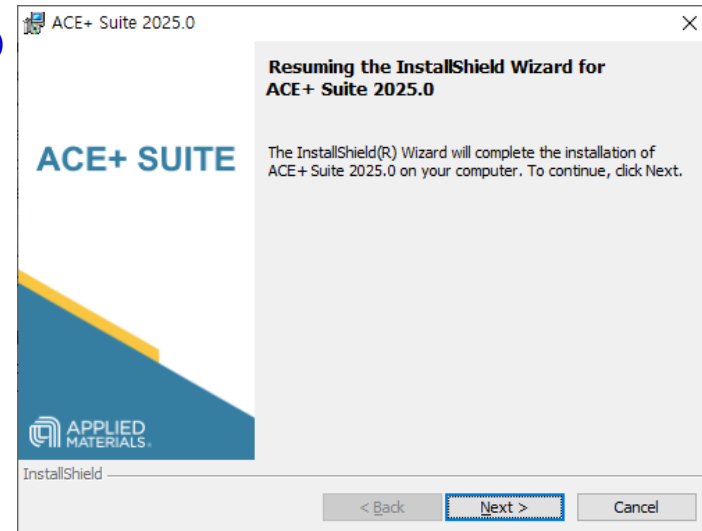 ACE+ Suite 2025.0
Resuming the InstallShield Wizard for
ACE+ Suite 2025.0
ACE+ SUITE
The InstallShield(R) Wizard will complete the installation of
ACE+ Suite 2025.0 on your computer. To continue, click Next.
APPLIED
MATERIALS®
InstallShield
< Back
Next >
Cancel